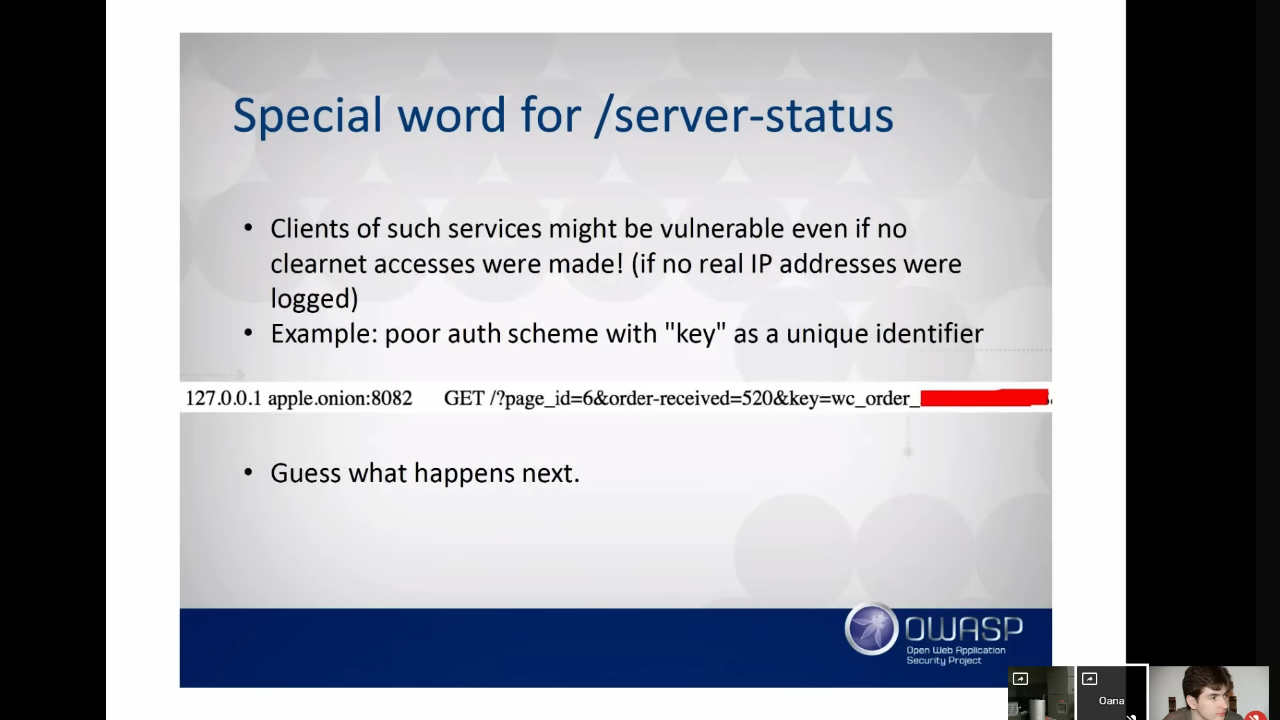 Special word for /server-status
• Clients of such services might be vulnerable even if no
clearnet accesses were made! (if no real IP addresses were
logged)
• Example: poor auth scheme with "key" as a unique identifier
127.0.0.1 apple.onion:8082 GET /?page_id=6&order-received=520&key=wc_order_
• Guess what happens next.
OWASP
Open Web Application
Security Project
Oana